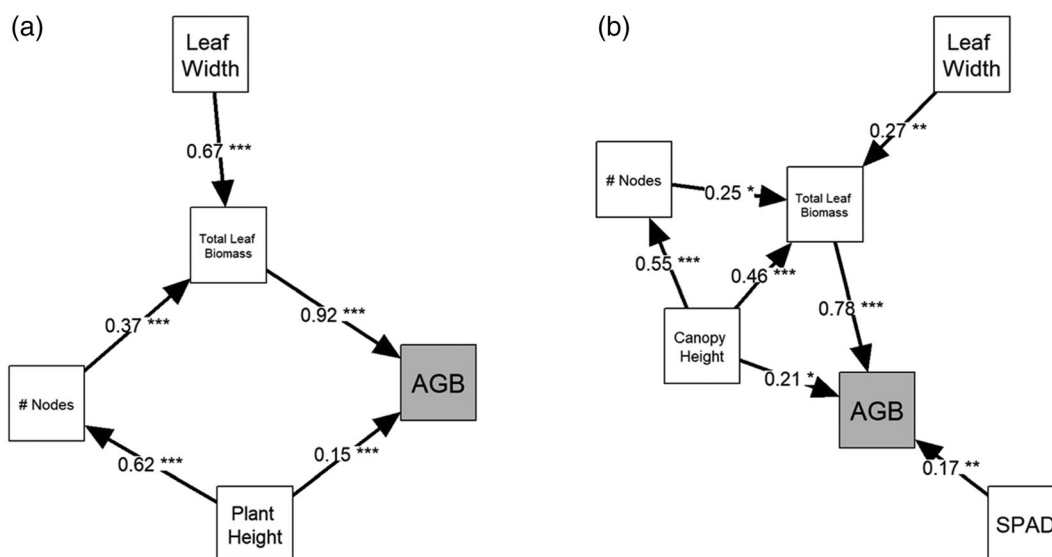 (a)
Leaf
Width
0.67 ***
Total Leaf
Biomass
0.37 ***
0.92 ***
# Nodes
AGB
0.62 ***
0.15 ***
Plant
Height
(b)
Leaf
Width
0.27 **
# Nodes
0.25 *
Total Leaf
Biomass
0.55 ***
0.46 ***
0.78 ***
Canopy
Height
0.21 *
AGB
0.17 **
SPAD